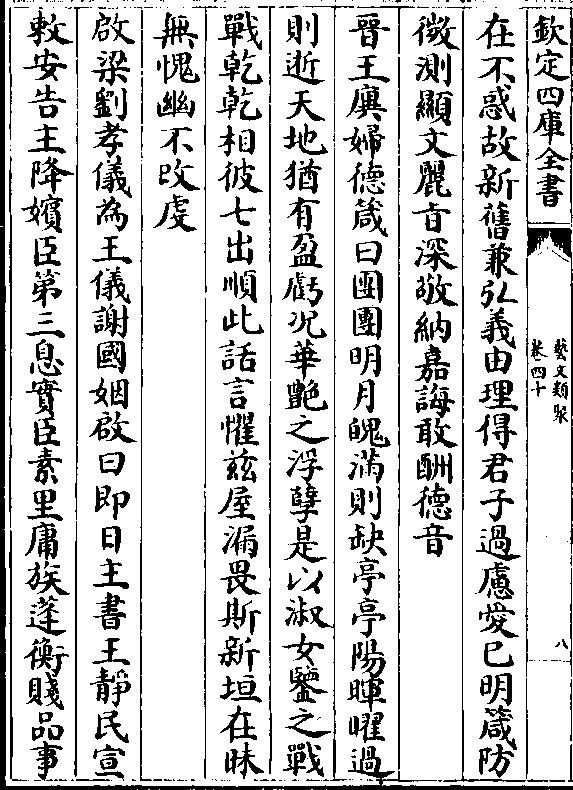 欽定四庫全書
藝文類聚
卷四十
八
在不惑故新舊兼弘義由理得君子過慮愛已明箴防
微測顯文麗旨深敬納嘉誨敢酬德音
晉王廙婦德箴曰團團明月魄滿則缺亭亭陽暉曜過
則逝天地猶有盈虧况華艷之浮孽是以淑女鑒之戰
戰乾乾相彼七出順此話言懼兹屋漏畏斯新垣在昧
無愧幽不改虔
啟梁劉孝儀為王儀謝國姻啟曰即日主書王靜民宣
敕安告主降嬪臣第三息實臣素里庸族蓬衡賤品事